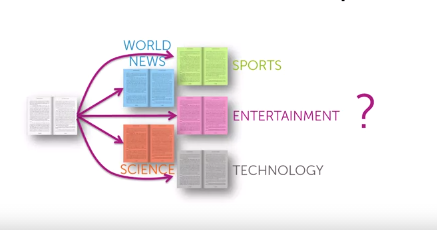 WORLD
NEWS
SPORTS
ENTERTAINMENT ?
SCIENCE
TECHNOLOGY